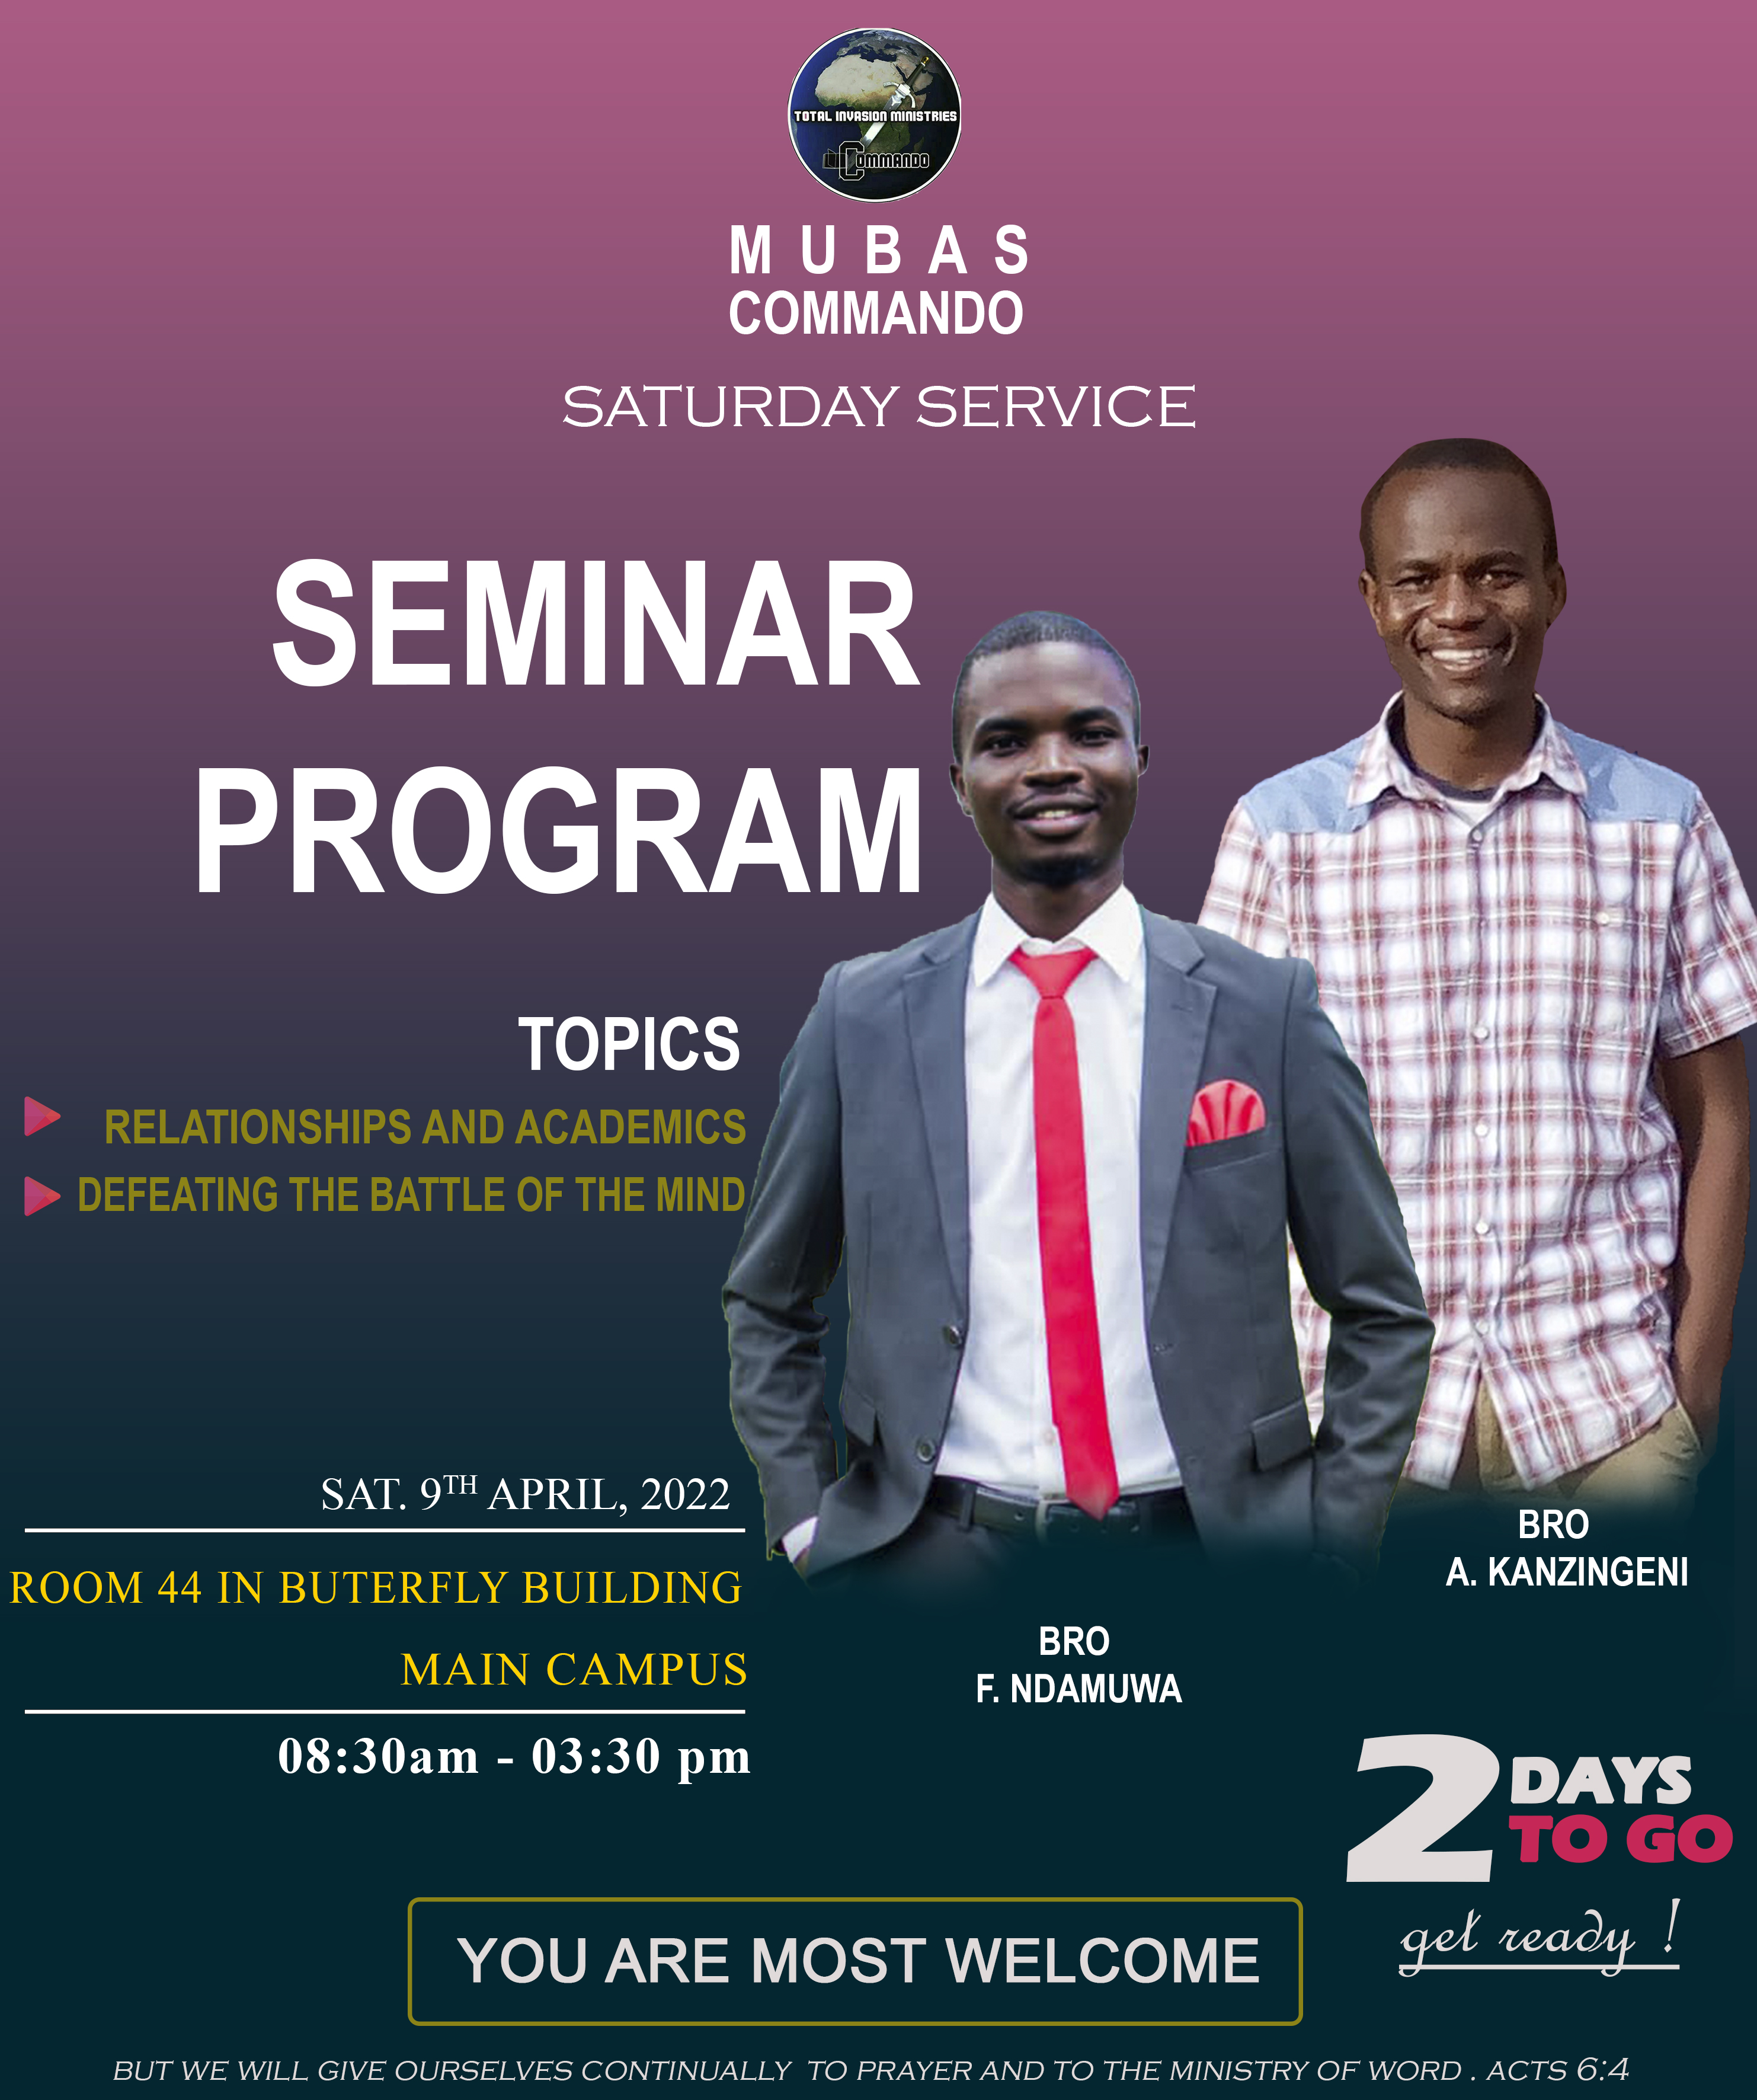 TOTAL INVASION MINISTRIES
COMMANDO
MUBAS
COMMANDO
SATURDAY SERVICE
SEMINAR
PROGRAM
TOPICS
RELATIONSHIPS AND ACADEMICS
DEFEATING THE BATTLE OF THE MIND
SAT. 9TH APRIL, 2022
ROOM 44 IN BUTERFLY BUILDING
MAIN CAMPUS
08:30am - 03:30 pm
BRO
A. KANZINGENI
BRO
F. NDAMUWA
2 DAYS
TO GO
get ready !
YOU ARE MOST WELCOME
BUT WE WILL GIVE OURSELVES CONTINUALLY TO PRAYER AND TO THE MINISTRY OF WORD . ACTS 6:4